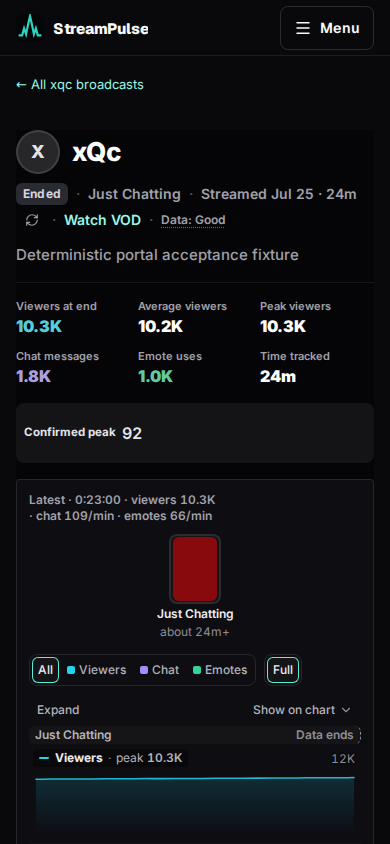 StreamPulse
Menu
← All xqc broadcasts
X
xQc
Ended · Just Chatting · Streamed Jul 25 · 24m
· Watch VOD · Data: Good
Deterministic portal acceptance fixture
Viewers at end
Average viewers
Peak viewers
10.3K
10.2K
10.3K
Chat messages
Emote uses
Time tracked
1.8K
1.0K
24m
Confirmed peak 92
Latest · 0:23:00 · viewers 10.3K
· chat 109/min · emotes 66/min
Just Chatting
about 24m+
All
Viewers
Chat
Emotes
Full
Expand
Show on chart
Just Chatting
Data ends
Viewers · peak 10.3K
12K